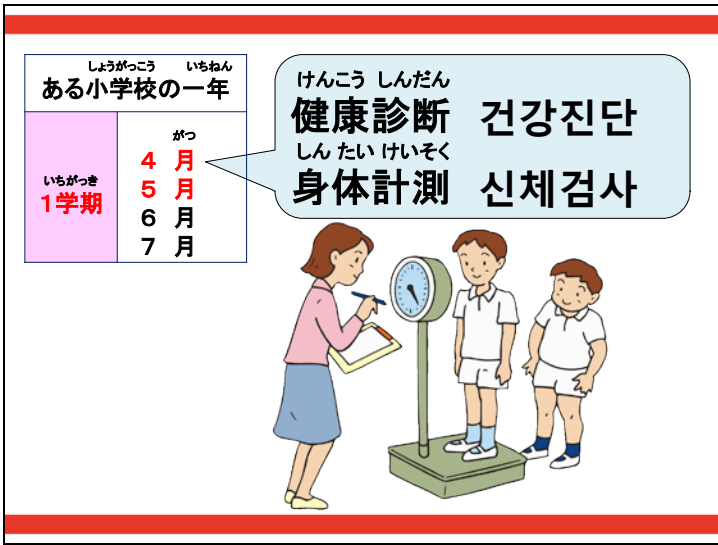 しょうがっこう いちねん
ある小学校の一年
いちがっき
1学期
がつ
4 月
5 月
6 月
7 月
けんこう しんだん
健康診断 건강진단
しん たい けいそく
身体計測 신체검사